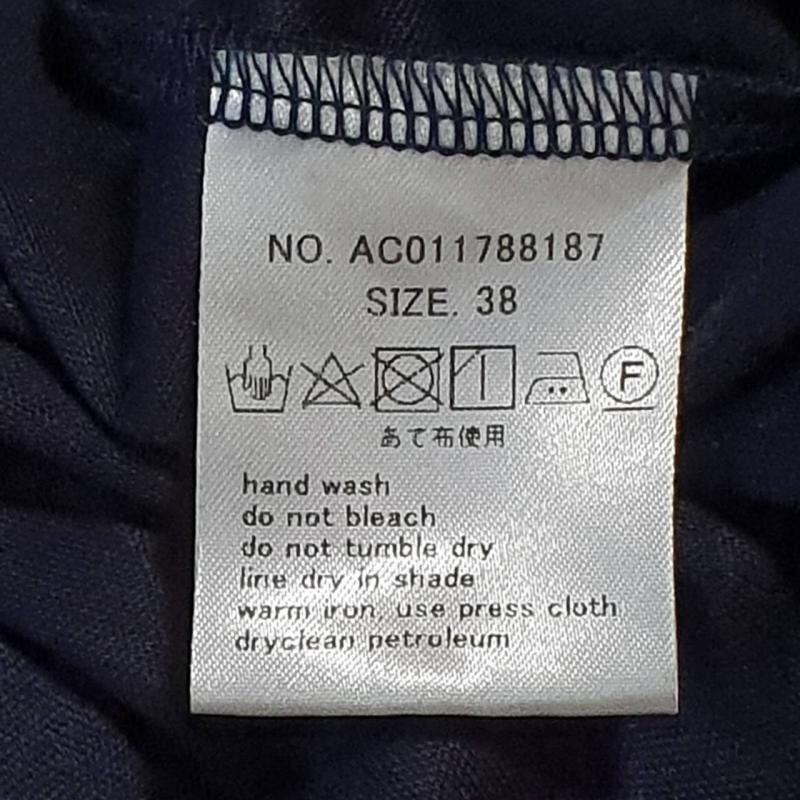 NO. AC011788187
SIZE. 38
F
あて布使用
hand wash
do not bleach
do not tumble dry
line dry in shade
warm iron, use press cloth
dryclean petroleum